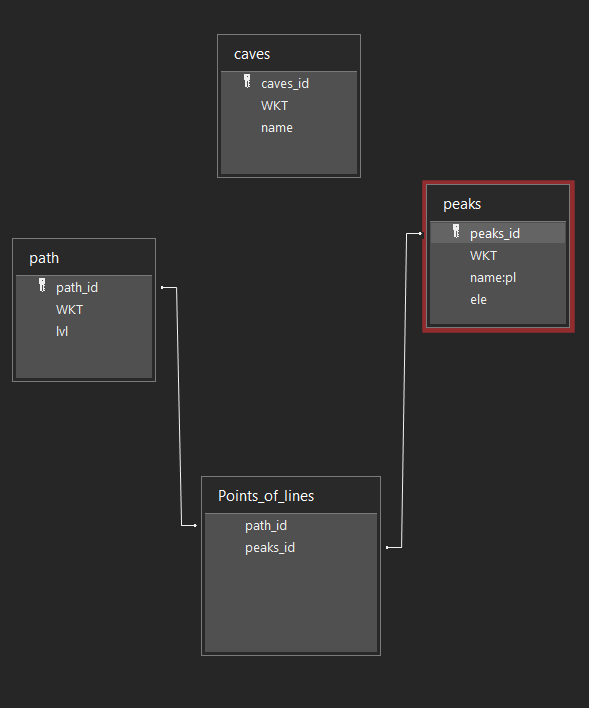 caves
caves_id
WKT
name
peaks
peaks_id
WKT
name:pl
ele
path
path_id
WKT
lvl
Points_of_lines
path_id
peaks_id